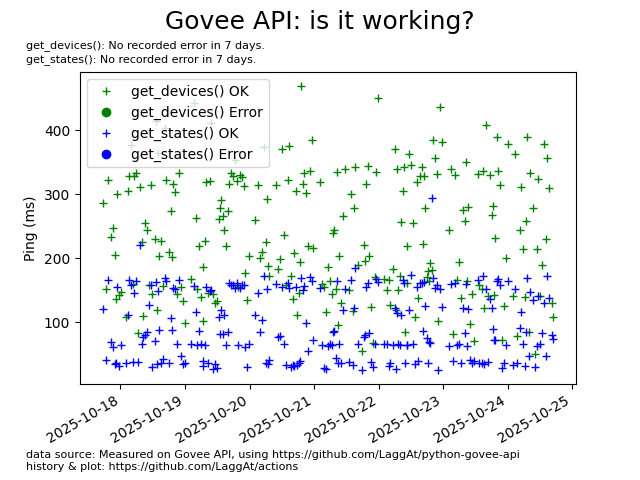 Govee API: is it working?
get_devices(): No recorded error in 7 days.
get_states(): No recorded error in 7 days.
get_devices() OK
get_devices() Error
get_states() OK
get_states() Error
Ping (ms)
400
300
200
100
2025-10-18
2025-10-19
2025-10-20
2025-10-21
2025-10-22
2025-10-23
2025-10-24
2025-10-25
data source: Measured on Govee API, using https://github.com/LaggAt/python-govee-api
history & plot: https://github.com/LaggAt/actions